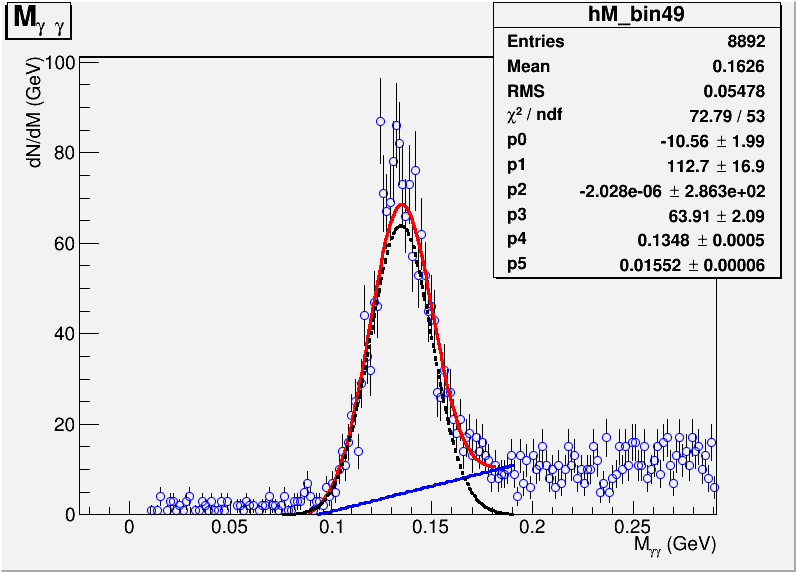 M γ γ
hM_bin49
Entries 8892
Mean 0.1626
RMS 0.05478
χ² / ndf 72.79 / 53
p0 -10.56 ± 1.99
p1 112.7 ± 16.9
p2 -2.028e-06 ± 2.863e+02
p3 63.91 ± 2.09
p4 0.1348 ± 0.0005
p5 0.01552 ± 0.00006
dN/dM (GeV)
100
80
60
40
20
0
0 0.05 0.1 0.15 0.2 0.25
M γγ (GeV)